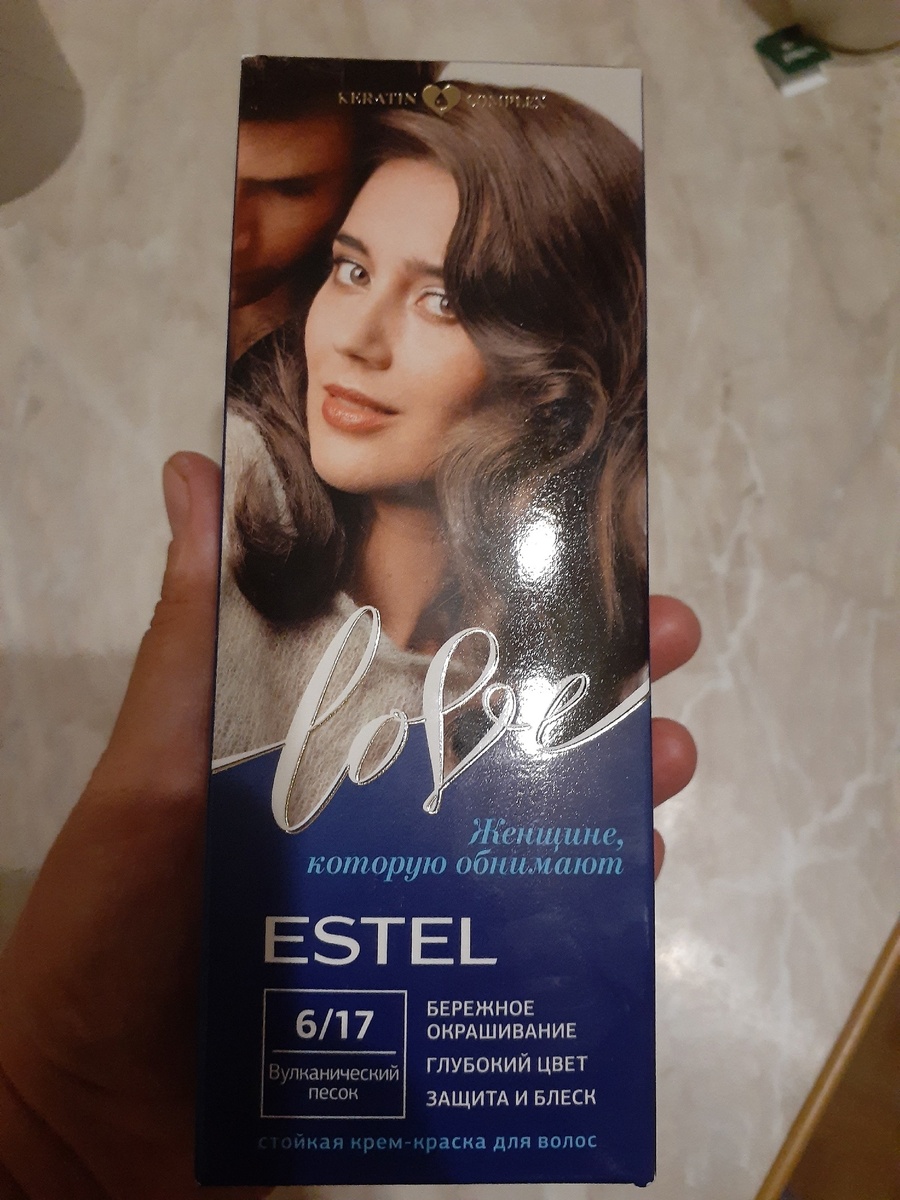 KERATIN COMPLEX
love
Женщине,
которую обнимают
ESTEL
6/17
Вулканический
песок
БЕРЕЖНОЕ
ОКРАШИВАНИЕ
ГЛУБОКИЙ ЦВЕТ
ЗАЩИТА И БЛЕСК
стойкая крем-краска для волос